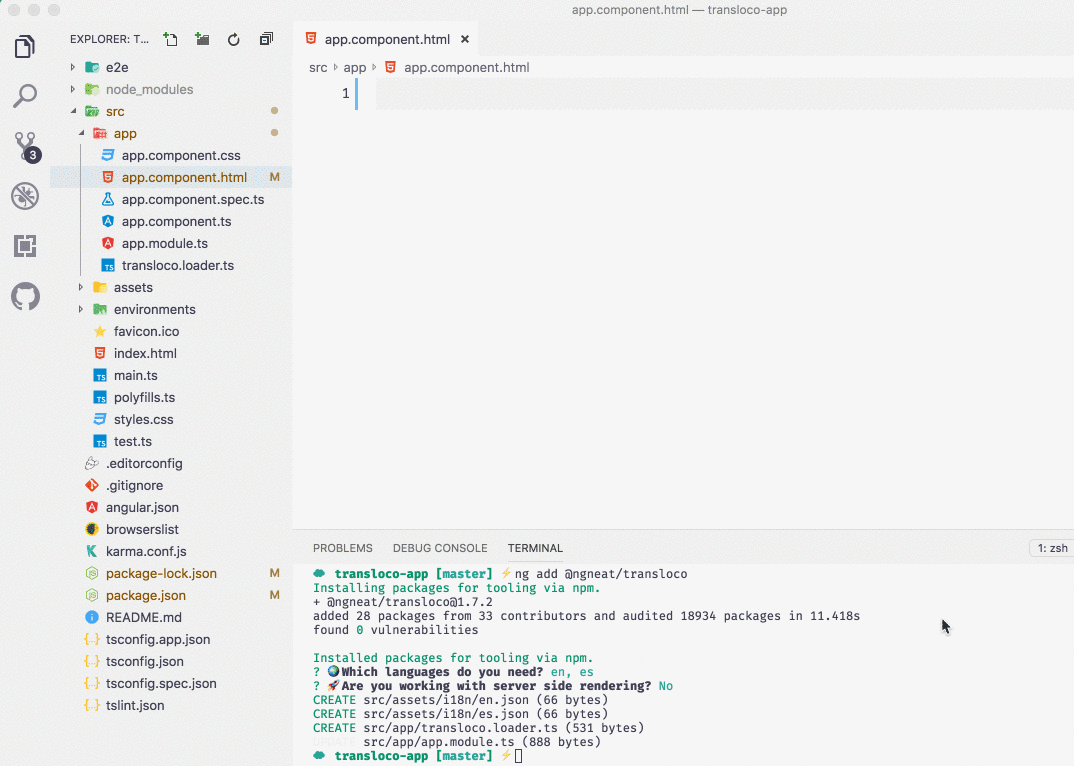 app.component.html — transloco-app
EXPLORER: T...
app.component.html ×
src app app.component.html
1
e2e
node_modules
src
app
app.component.css
app.component.html M
app.component.spec.ts
app.component.ts
app.module.ts
transloco.loader.ts
assets
environments
favicon.ico
index.html
main.ts
polyfills.ts
styles.css
test.ts
.editorconfig
.gitignore
angular.json
browserslist
karma.conf.js
package-lock.json M
package.json M
README.md
tsconfig.app.json
tsconfig.json
tsconfig.spec.json
tslint.json
3
PROBLEMS DEBUG CONSOLE TERMINAL 1: zsh
transloco-app [master] ⚡ng add @ngneat/transloco
Installing packages for tooling via npm.
+ @ngneat/transloco@1.7.2
added 28 packages from 33 contributors and audited 18934 packages in 11.418s
found 0 vulnerabilities
Installed packages for tooling via npm.
? 🌍Which languages do you need? en, es
? 🚀Are you working with server side rendering? No
CREATE src/assets/i18n/en.json (66 bytes)
CREATE src/assets/i18n/es.json (66 bytes)
CREATE src/app/transloco.loader.ts (531 bytes)
UPDATE src/app/app.module.ts (888 bytes)
transloco-app [master] ⚡